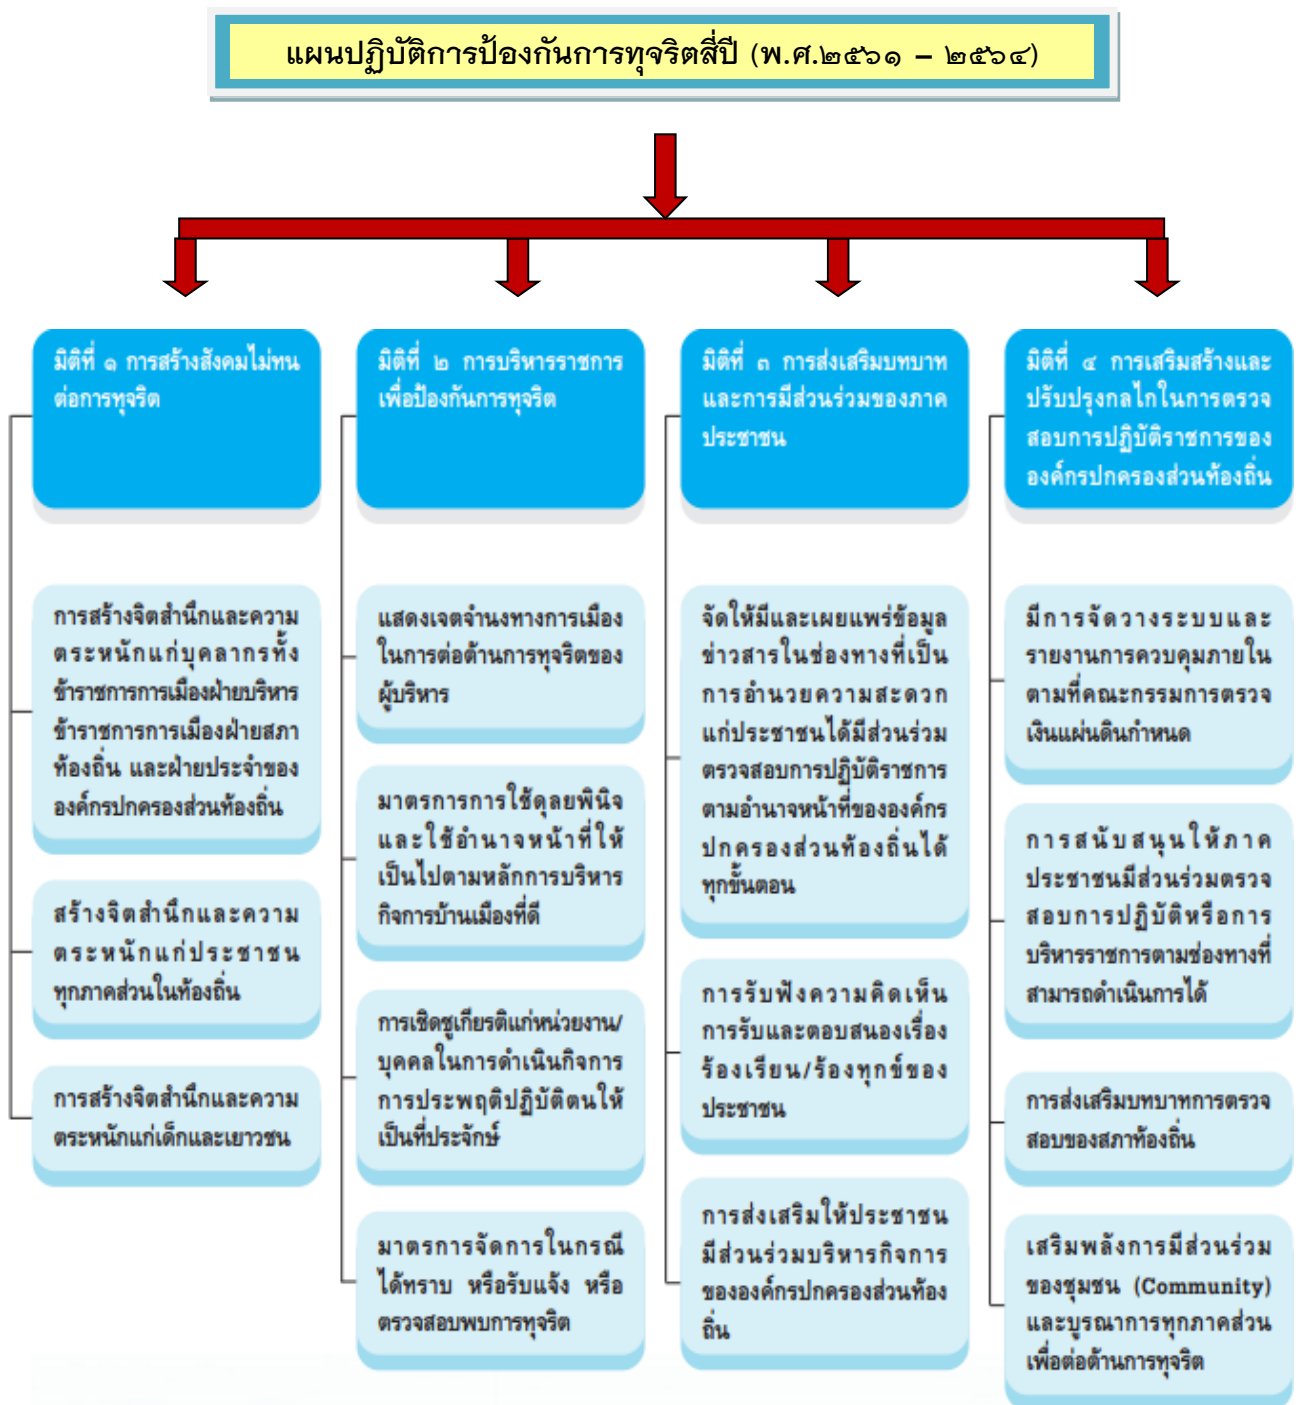 แผนปฏิบัติการป้องกันการทุจริตสี่ปี (พ.ศ.๒๕๖๑ – ๒๕๖๔)
มิติที่ ๑ การสร้างสังคมไม่ทน
ต่อการทุจริต
การสร้างจิตสำนึกและความ
ตระหนักแก่บุคลากรทั้ง
ข้าราชการการเมืองฝ่ายบริหาร
ข้าราชการการเมืองฝ่ายสภา
ท้องถิ่น และฝ่ายประจำของ
องค์กรปกครองส่วนท้องถิ่น
สร้างจิตสำนึกและความ
ตระหนักแก่ประชาชน
ทุกภาคส่วนในท้องถิ่น
การสร้างจิตสำนึกและความ
ตระหนักแก่เด็กและเยาวชน
มิติที่ ๒ การบริหารราชการ
เพื่อป้องกันการทุจริต
แสดงเจตจำนงทางการเมือง
ในการต่อต้านการทุจริตของ
ผู้บริหาร
มาตรการการใช้ดุลยพินิจ
และใช้อำนาจหน้าที่ให้
เป็นไปตามหลักการบริหาร
กิจการบ้านเมืองที่ดี
การเชิดชูเกียรติแก่หน่วยงาน/
บุคคลในการดำเนินกิจการ
การประพฤติปฏิบัติตนให้
เป็นที่ประจักษ์
มาตรการจัดการในกรณี
ได้ทราบ หรือรับแจ้ง หรือ
ตรวจสอบพบการทุจริต
มิติที่ ๓ การส่งเสริมบทบาท
และการมีส่วนร่วมของภาค
ประชาชน
จัดให้มีและเผยแพร่ข้อมูล
ข่าวสารในช่องทางที่เป็น
การอำนวยความสะดวก
แก่ประชาชนได้มีส่วนร่วม
ตรวจสอบการปฏิบัติราชการ
ตามอำนาจหน้าที่ขององค์กร
ปกครองส่วนท้องถิ่นได้
ทุกขั้นตอน
การรับฟังความคิดเห็น
การรับและตอบสนองเรื่อง
ร้องเรียน/ร้องทุกข์ของ
ประชาชน
การส่งเสริมให้ประชาชน
มีส่วนร่วมบริหารกิจการ
ขององค์กรปกครองส่วนท้อง
ถิ่น
มิติที่ ๔ การเสริมสร้างและ
ปรับปรุงกลไกในการตรวจ
สอบการปฏิบัติราชการของ
องค์กรปกครองส่วนท้องถิ่น
มีการจัดวางระบบและ
รายงานการควบคุมภายใน
ตามที่คณะกรรมการตรวจ
เงินแผ่นดินกำหนด
การสนับสนุนให้ภาค
ประชาชนมีส่วนร่วมตรวจ
สอบการปฏิบัติหรือการ
บริหารราชการตามช่องทางที่
สามารถดำเนินการได้
การส่งเสริมบทบาทการตรวจ
สอบของสภาท้องถิ่น
เสริมพลังการมีส่วนร่วม
ของชุมชน (Community)
และบูรณาการทุกภาคส่วน
เพื่อต่อต้านการทุจริต